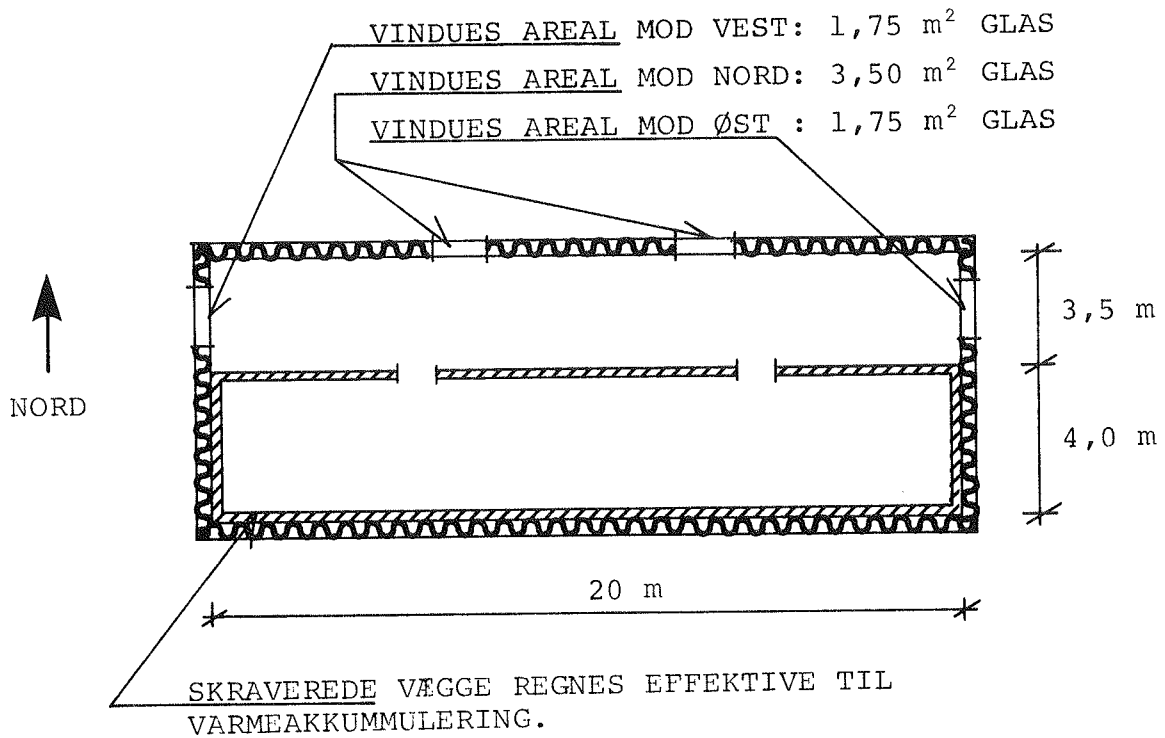 VINDUES AREAL MOD VEST: 1,75 m² GLAS
VINDUES AREAL MOD NORD: 3,50 m² GLAS
VINDUES AREAL MOD ØST : 1,75 m² GLAS
3,5 m
NORD
4,0 m
20 m
SKRAVEREDE VÆGGE REGNES EFFEKTIVE TIL
VARMEAKKUMMULERING.